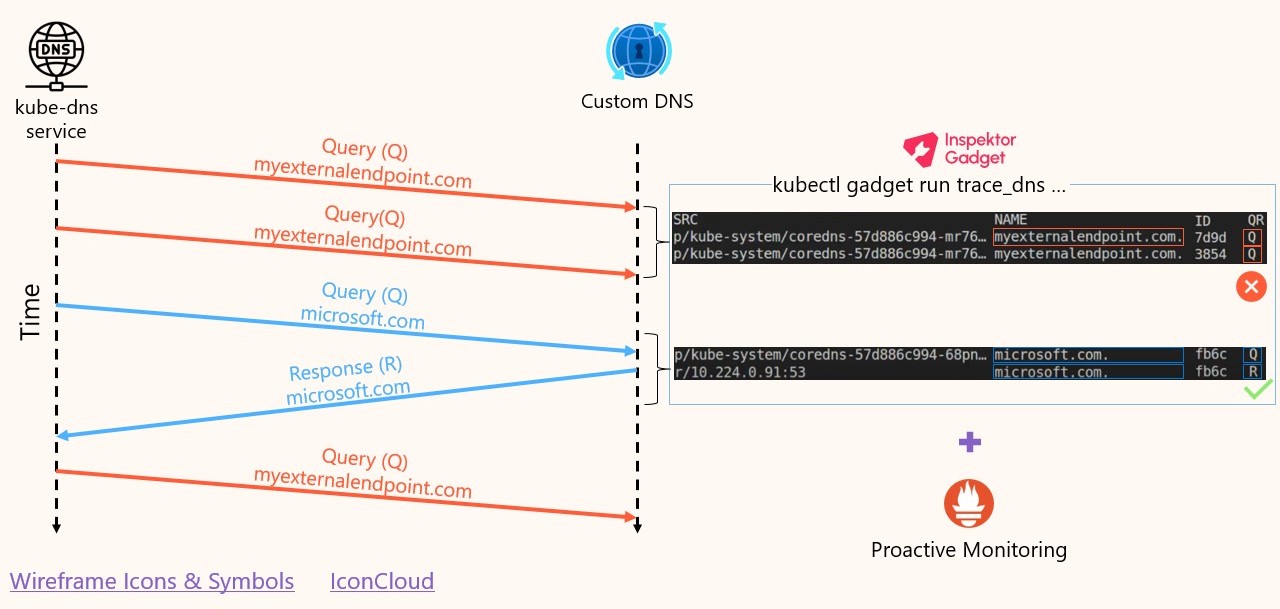 DNS
kube-dns
service
Custom DNS
Query (Q)
myexternalendpoint.com
Query(Q)
myexternalendpoint.com
Query (Q)
microsoft.com
Response (R)
microsoft.com
Query (Q)
myexternalendpoint.com
Time
Inspektor
Gadget
kubectl gadget run trace_dns ...
SRC NAME ID QR
p/kube-system/coredns-57d886c994-mr76… myexternalendpoint.com. 7d9d Q
p/kube-system/coredns-57d886c994-mr76… myexternalendpoint.com. 3854 Q
p/kube-system/coredns-57d886c994-68pn… microsoft.com. fb6c Q
r/10.224.0.91:53 microsoft.com. fb6c R
Proactive Monitoring
Wireframe Icons & Symbols IconCloud